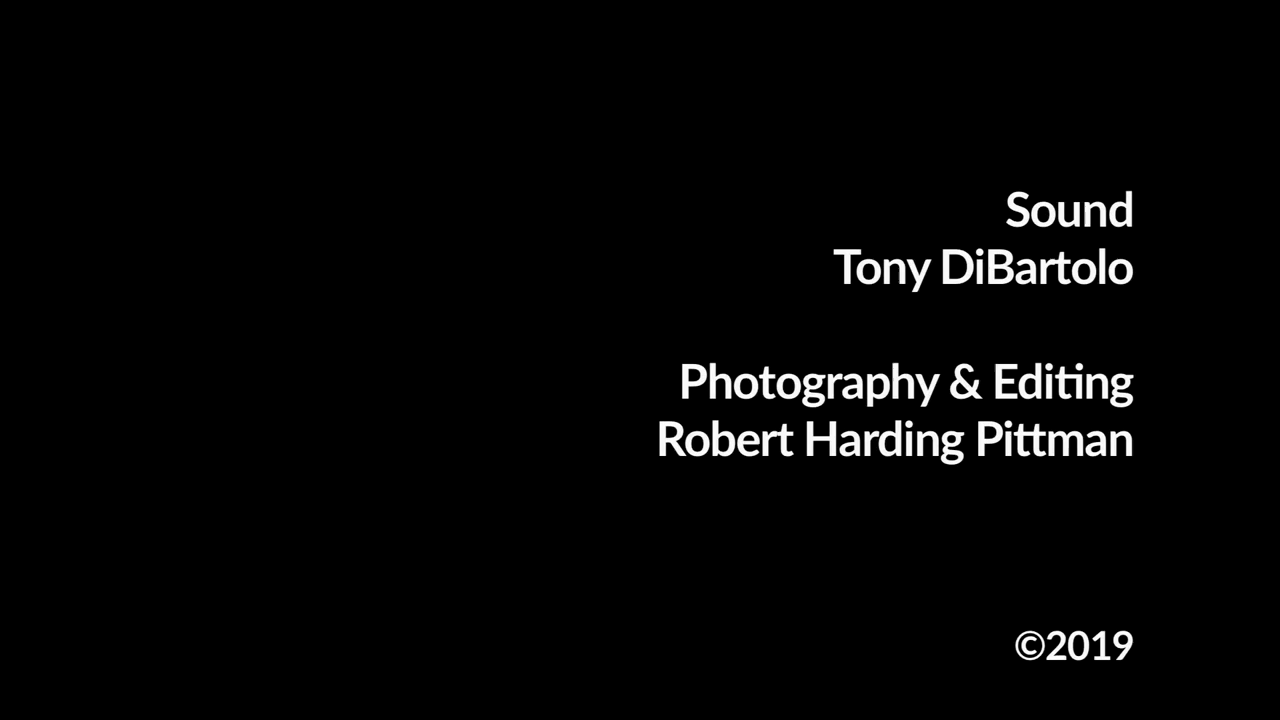 Sound
Tony DiBartolo
Photography & Editing
Robert Harding Pittman
©2019